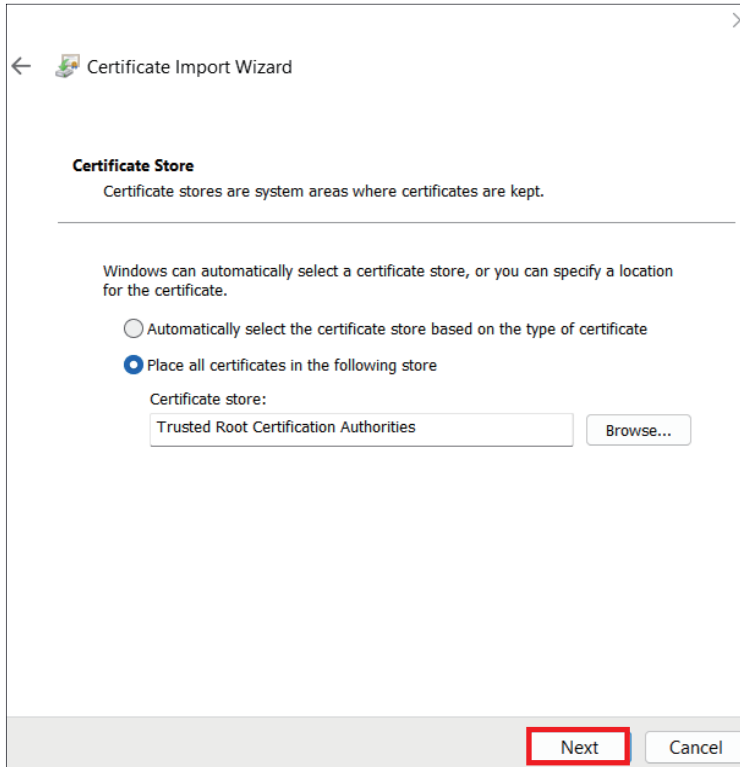 Certificate Import Wizard
Certificate Store
Certificate stores are system areas where certificates are kept.
Windows can automatically select a certificate store, or you can specify a location
for the certificate.
Automatically select the certificate store based on the type of certificate
Place all certificates in the following store
Certificate store:
Trusted Root Certification Authorities
Browse...
Next
Cancel